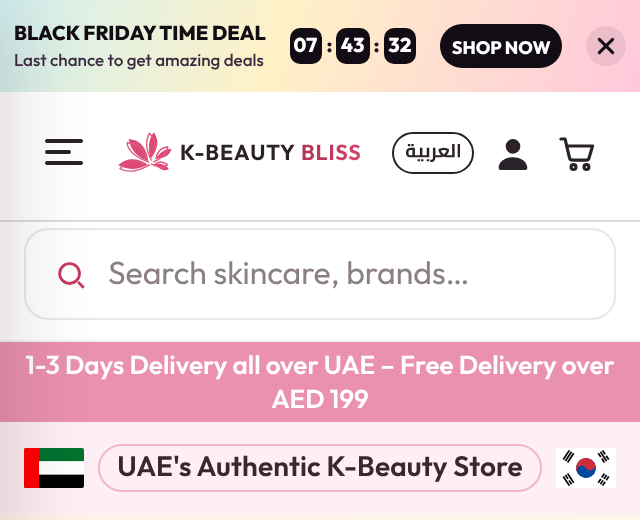 BLACK FRIDAY TIME DEAL
Last chance to get amazing deals
07 : 43 : 32
SHOP NOW
K-BEAUTY BLISS
العربية
Search skincare, brands...
1-3 Days Delivery all over UAE – Free Delivery over
AED 199
UAE's Authentic K-Beauty Store